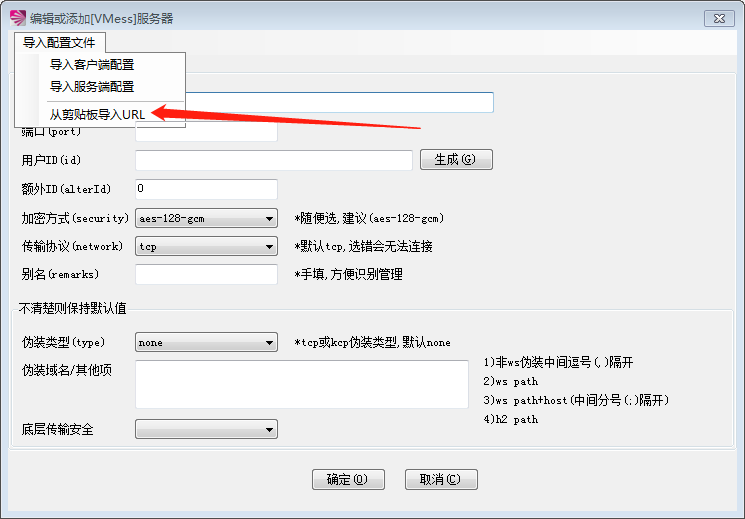 编辑或添加[VMess]服务器
导入配置文件
导入客户端配置
导入服务端配置
从剪贴板导入URL
端口(port)
用户ID(id)
生成(G)
额外ID(alterId)
0
加密方式(security)
aes-128-gcm
*随便选,建议(aes-128-gcm)
传输协议(network)
tcp
*默认tcp,选错会无法连接
别名(remarks)
*手填,方便识别管理
不清楚则保持默认值
伪装类型(type)
none
*tcp或kcp伪装类型,默认none
伪装域名/其他项
1)非ws伪装中间逗号(,)隔开
2)ws path
3)ws path+host(中间分号(;)隔开)
4)h2 path
底层传输安全
确定(O)
取消(C)